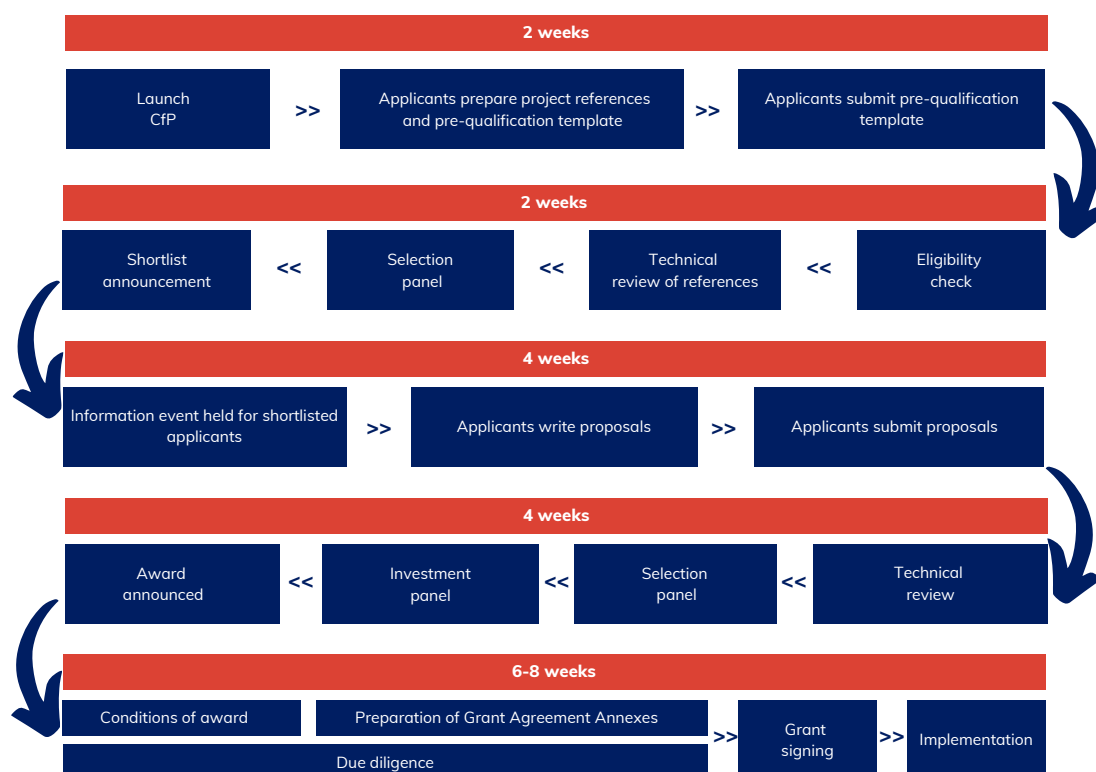 2 weeks
Launch
CfP
>>
Applicants prepare project references
and pre-qualification template
>>
Applicants submit pre-qualification
template
2 weeks
Shortlist
announcement
<<
Selection
panel
<<
Technical
review of references
<<
Eligibility
check
4 weeks
Information event held for shortlisted
applicants
>>
Applicants write proposals
>>
Applicants submit proposals
4 weeks
Award
announced
<<
Investment
panel
<<
Selection
panel
<<
Technical
review
6-8 weeks
Conditions of award
Preparation of Grant Agreement Annexes
Due diligence
>>
Grant
signing
>>
Implementation